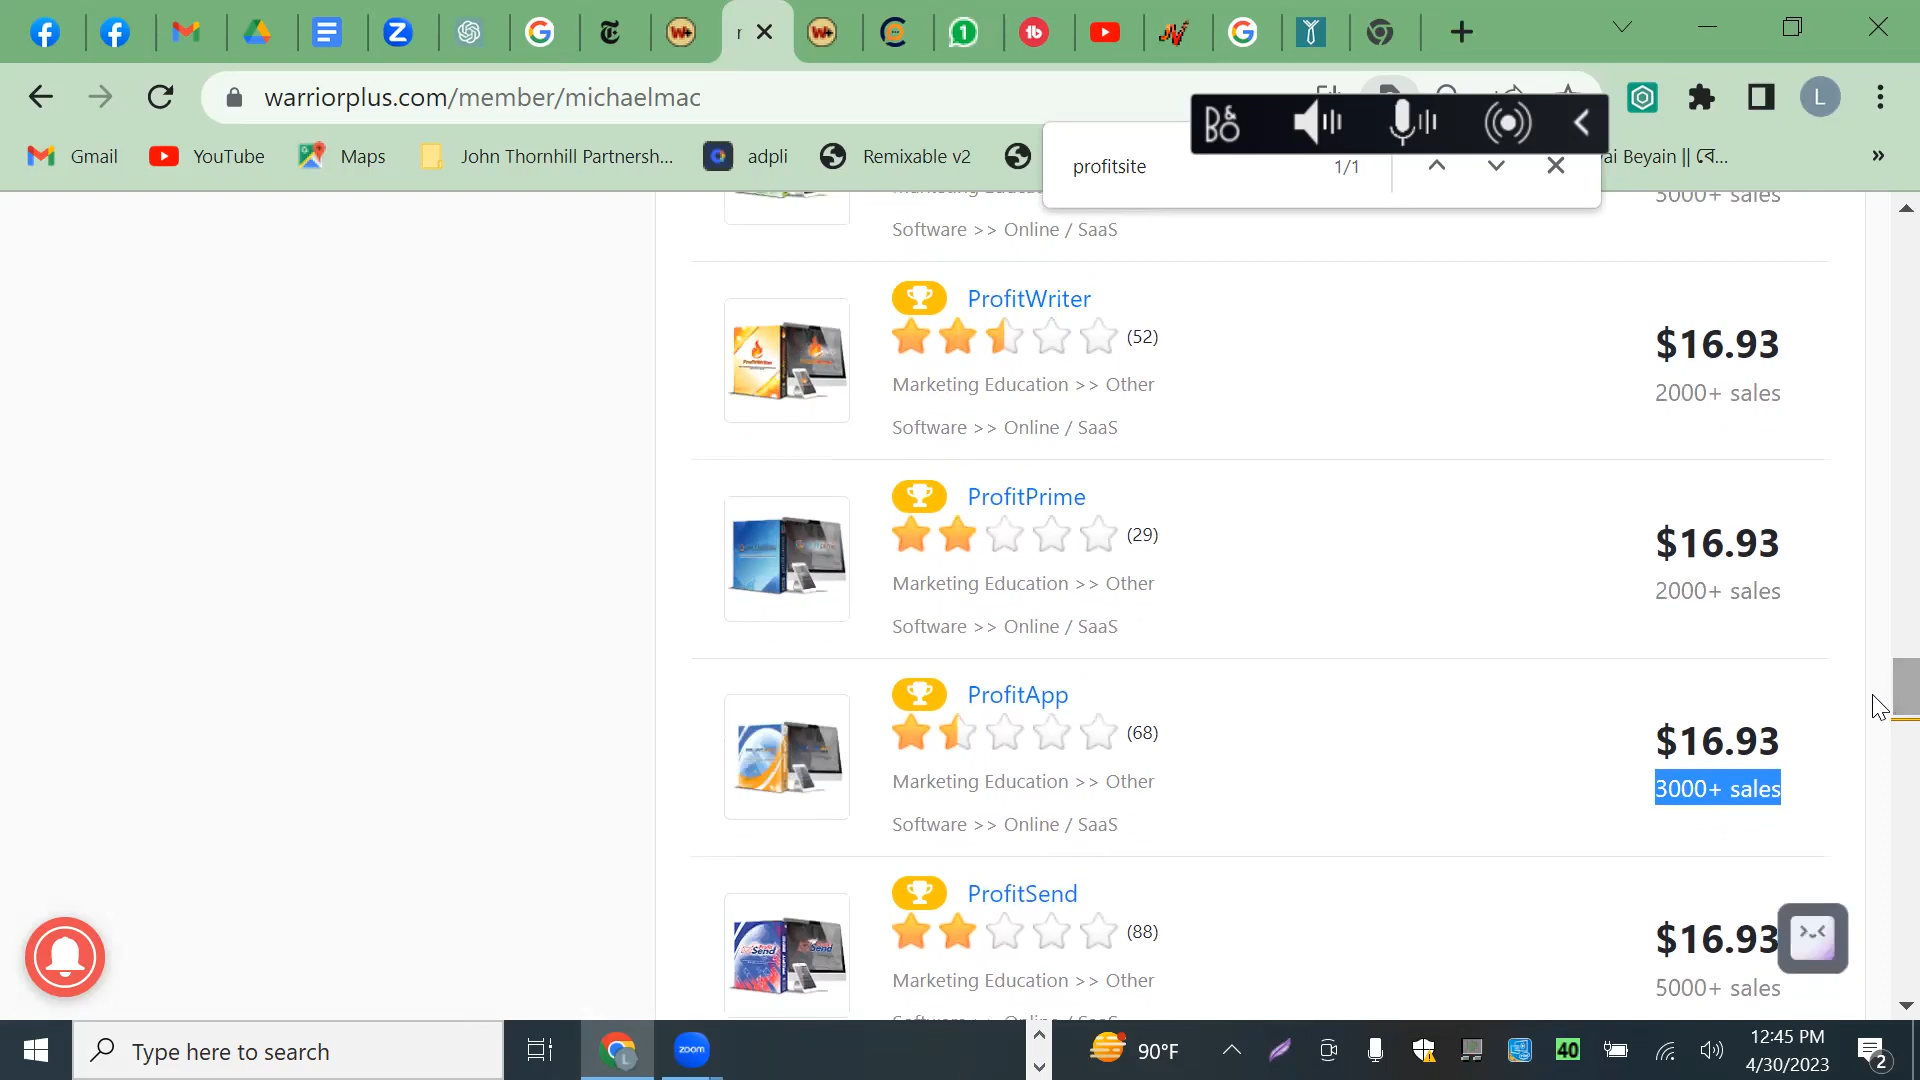 warriorplus.com/member/michaelmac
L
Gmail
YouTube
Maps
John Thornhill Partnersh...
adpli
Remixable v2
profitsite
1/1
»
Software >> Online / SaaS
3000+ sales
ProfitWriter
(52)
$16.93
Marketing Education >> Other
2000+ sales
Software >> Online / SaaS
ProfitPrime
(29)
$16.93
Marketing Education >> Other
2000+ sales
Software >> Online / SaaS
ProfitApp
(68)
$16.93
Marketing Education >> Other
3000+ sales
Software >> Online / SaaS
ProfitSend
(88)
$16.93
Marketing Education >> Other
5000+ sales
Type here to search
zoom
90°F
40
12:45 PM
4/30/2023
2